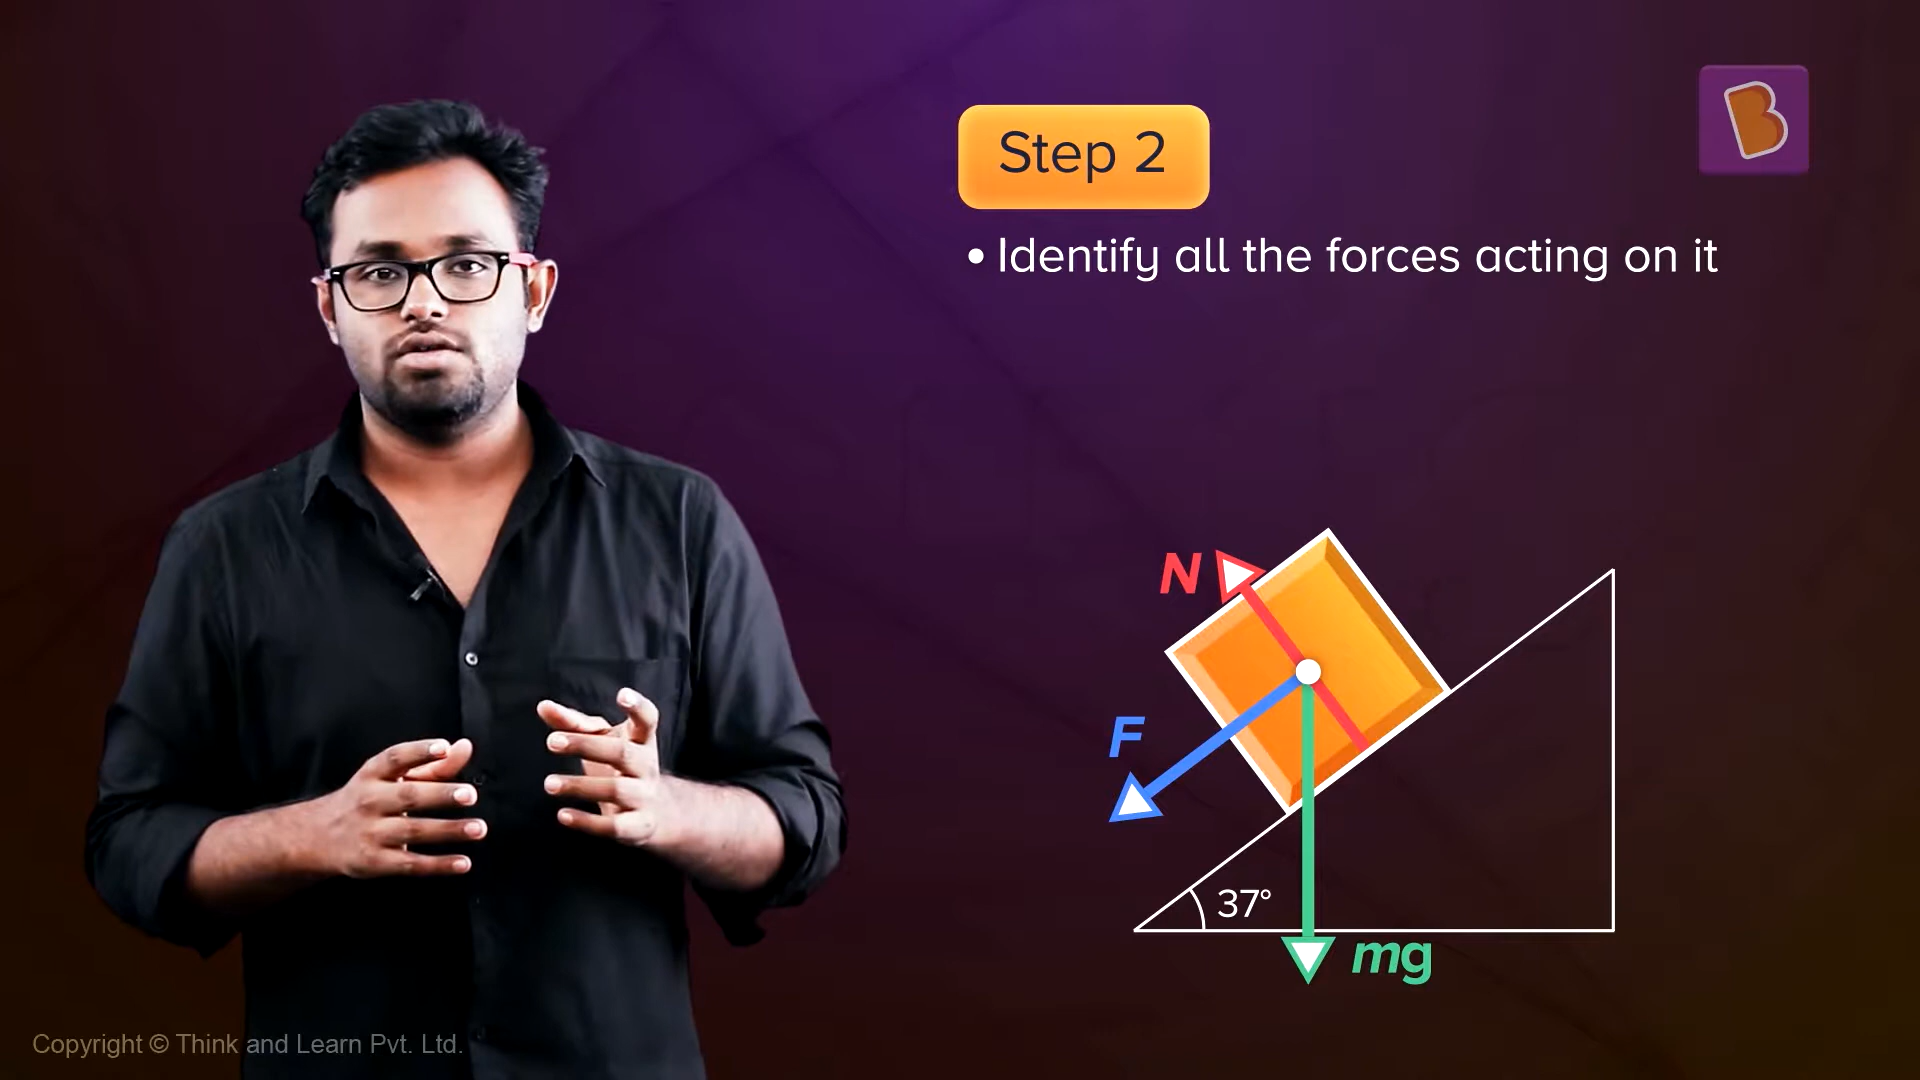 Step 2
• Identify all the forces acting on it
N
F
37°
mg
Copyright © Think and Learn Pvt. Ltd.